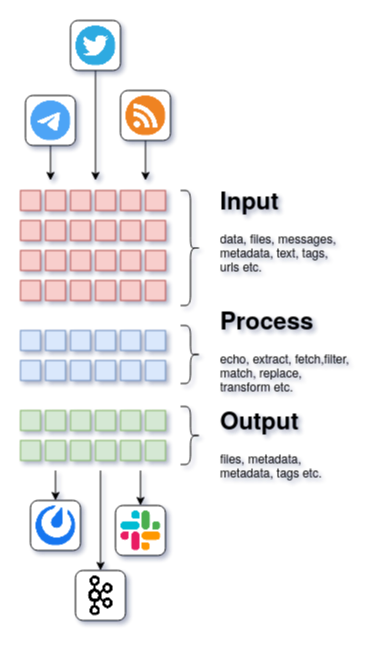 Input
data, files, messages,
metadata, text, tags,
urls etc.
Process
echo, extract, fetch,filter,
match, replace,
transform etc.
Output
files, metadata,
metadata, tags etc.